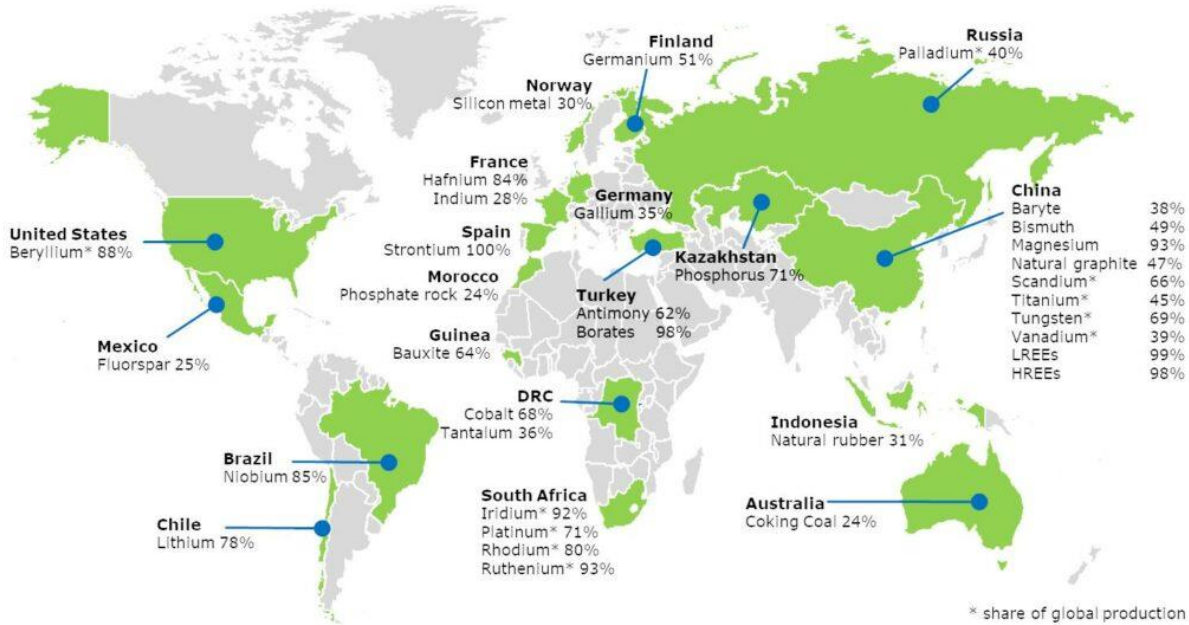 Finland
Germanium 51%
Russia
Palladium* 40%
Norway
Silicon metal 30%
France
Hafnium 84%
Indium 28%
Germany
Gallium 35%
China
Baryte 38%
Bismuth 49%
Magnesium 93%
Natural graphite 47%
Scandium* 66%
Titanium* 45%
Tungsten* 69%
Vanadium* 39%
LREEs 99%
HREEs 98%
United States
Beryllium* 88%
Spain
Strontium 100%
Kazakhstan
Phosphorus 71%
Morocco
Phosphate rock 24%
Turkey
Antimony 62%
Borates 98%
Mexico
Fluorspar 25%
Guinea
Bauxite 64%
DRC
Cobalt 68%
Tantalum 36%
Indonesia
Natural rubber 31%
Brazil
Niobium 85%
South Africa
Iridium* 92%
Platinum* 71%
Rhodium* 80%
Ruthenium* 93%
Australia
Coking Coal 24%
Chile
Lithium 78%
* share of global production